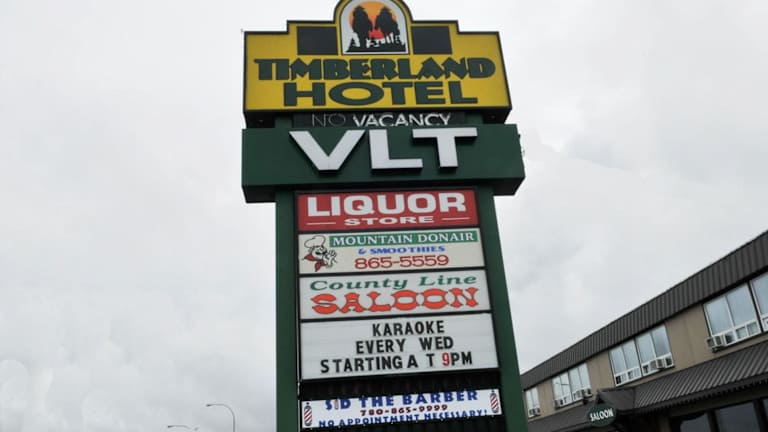 TIMBERLAND
HOTEL
NO VACANCY
VLT
LIQUOR
STORE
MOUNTAIN DONAIR
& SMOOTHIES
865-5559
County Line
SALOON
KARAOKE
EVERY WED
STARTING A T 9PM
SID THE BARBER
780-865-9999
NO APPOINTMENT NECESSARY!
SALOON